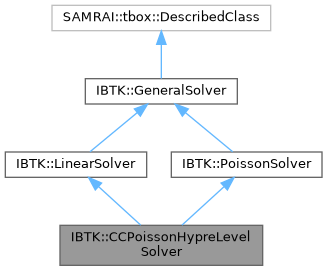 SAMRAI::tbox::DescribedClass
IBTK::GeneralSolver
IBTK::LinearSolver
IBTK::PoissonSolver
IBTK::CCPoissonHypreLevel
Solver